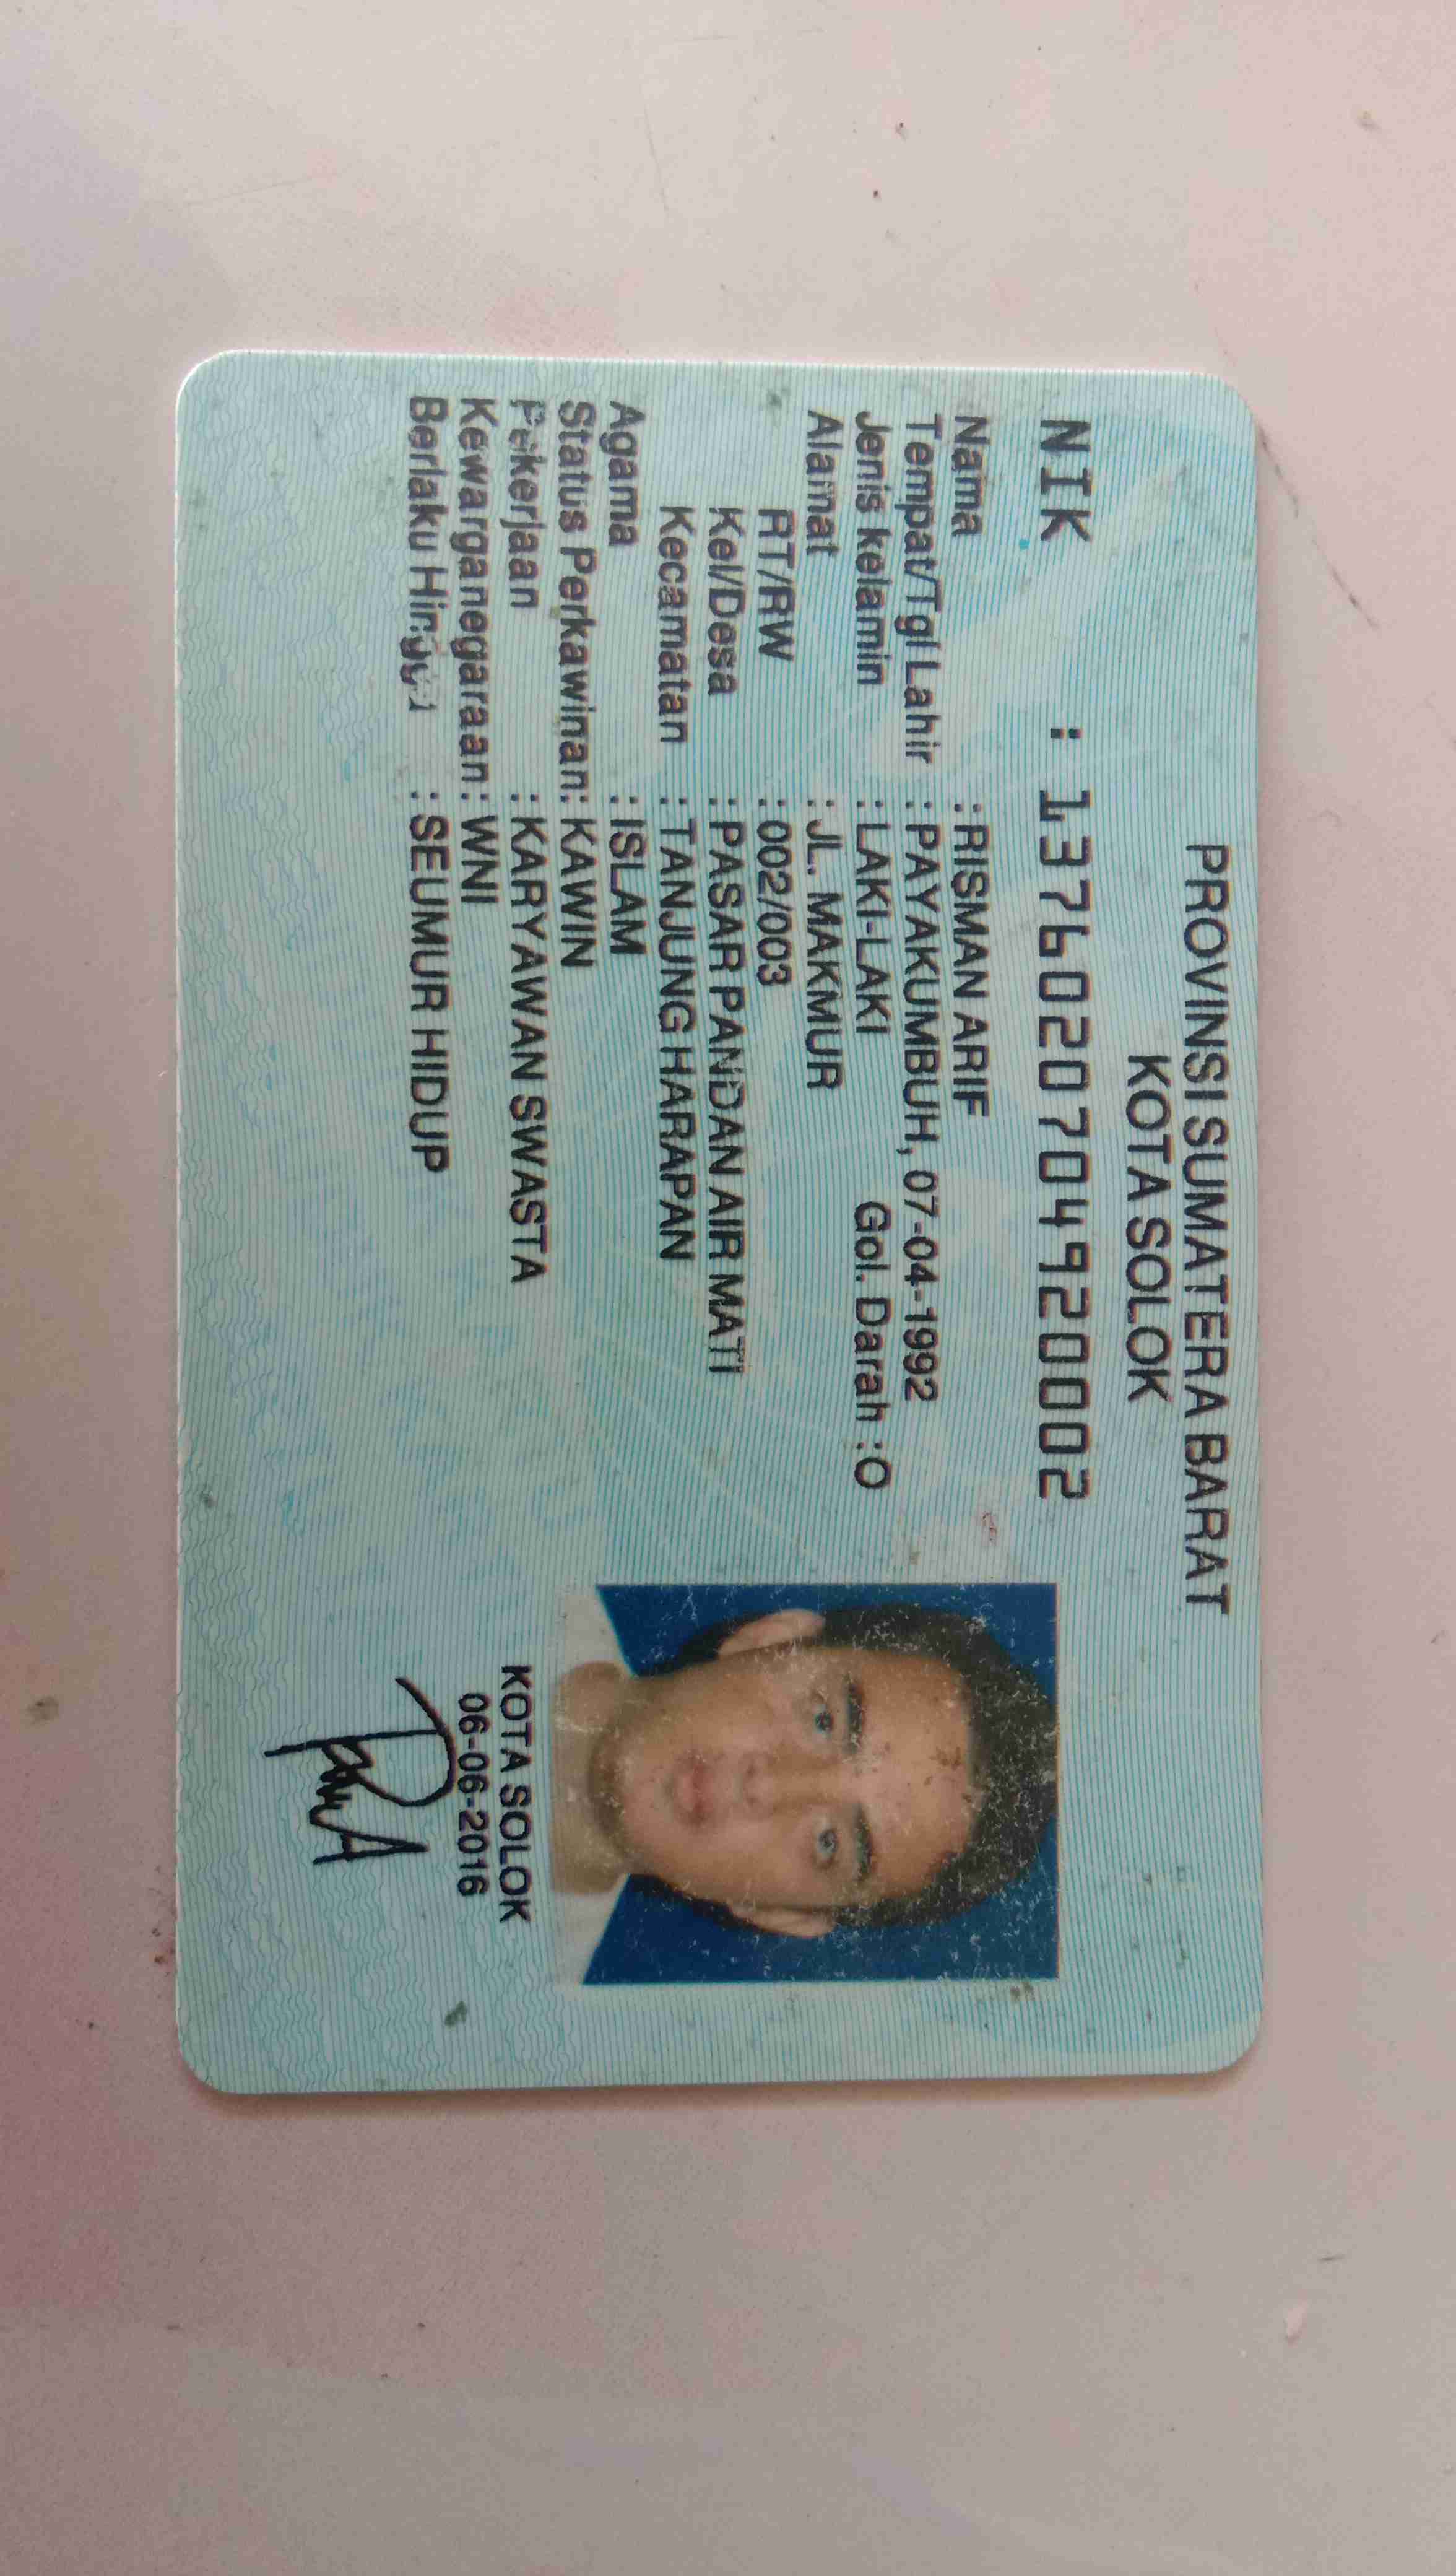 PROVINSI SUMATERA BARAT
KOTA SOLOK
NIK : 1376020704920002
Nama : RISMAN ARIF
Tempat/Tgl Lahir : PAYAKUMBUH, 07-04-1992
Jenis kelamin : LAKI-LAKI Gol. Darah : O
Alamat : JL. MAKMUR
RT/RW : 002/003
Kel/Desa : PASAR PANDAN AIR MATI
Kecamatan : TANJUNG HARAPAN
Agama : ISLAM
Status Perkawinan: KAWIN
Pekerjaan : KARYAWAN SWASTA
Kewarganegaraan: WNI
Berlaku Hingga : SEUMUR HIDUP
KOTA SOLOK
06-06-2016